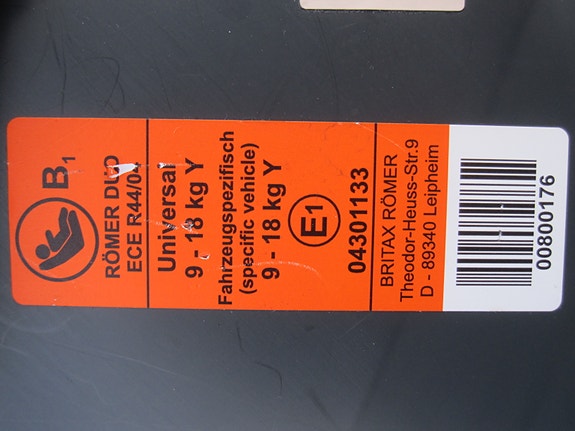 B1
RÖMER DUO
ECE R44/04
Universal
9 - 18 kg Y
Fahrzeugspezifisch
(specific vehicle)
9 - 18 kg Y
E1
04301133
BRITAX RÖMER
Theodor-Heuss-Str.9
D - 89340 Leipheim
00800176